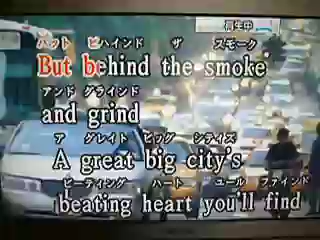 再生中
バット ビハインド ザ スモーク
But behind the smoke
アンド グラインド
and grind
ア グレイト ビッグ シティズ
A great big city's
ビーティング ハート ユール ファインド
beating heart you'll find